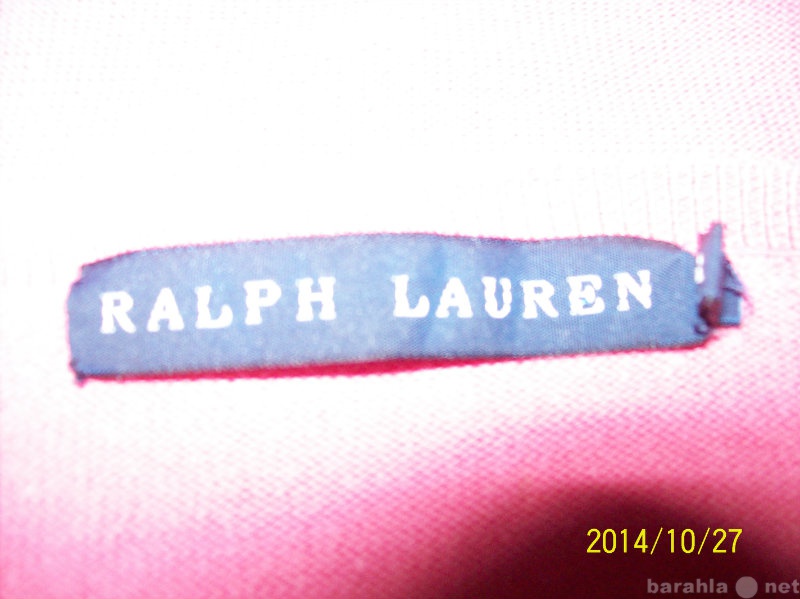 RALPH LAUREN
2014/10/27
barahla net